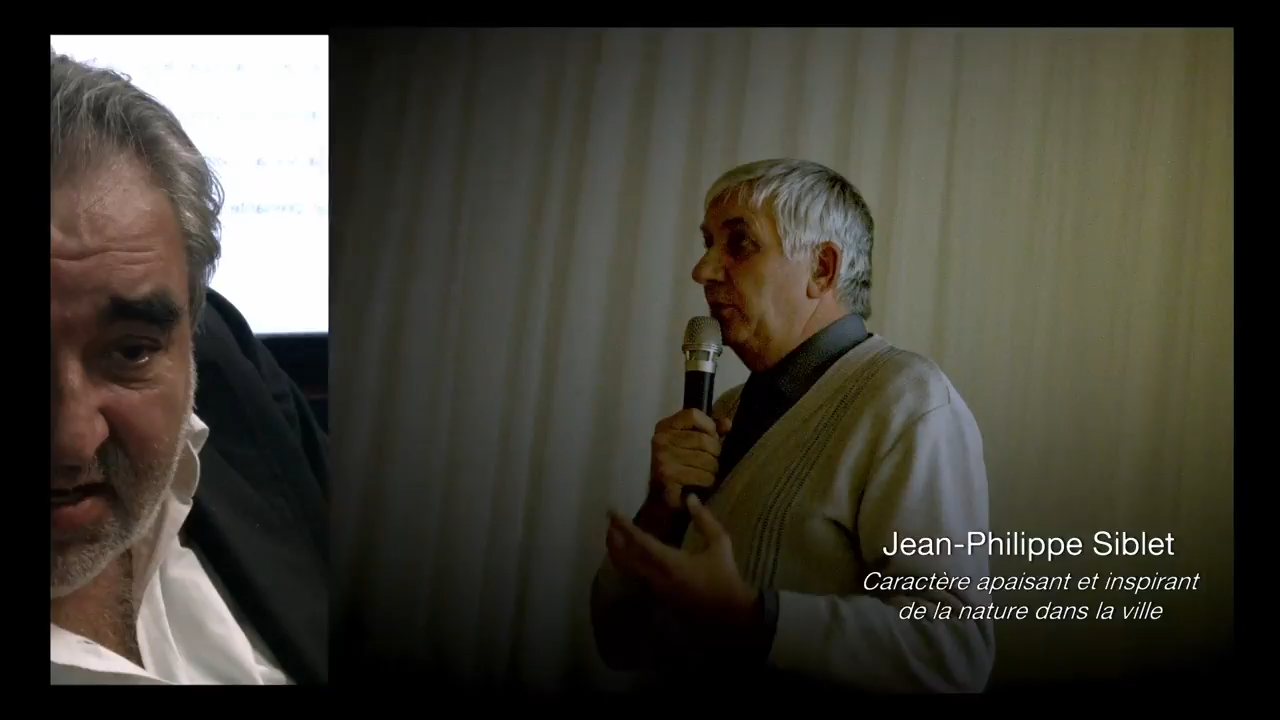 Jean-Philippe Siblet
Caractère apaisant et inspirant
de la nature dans la ville